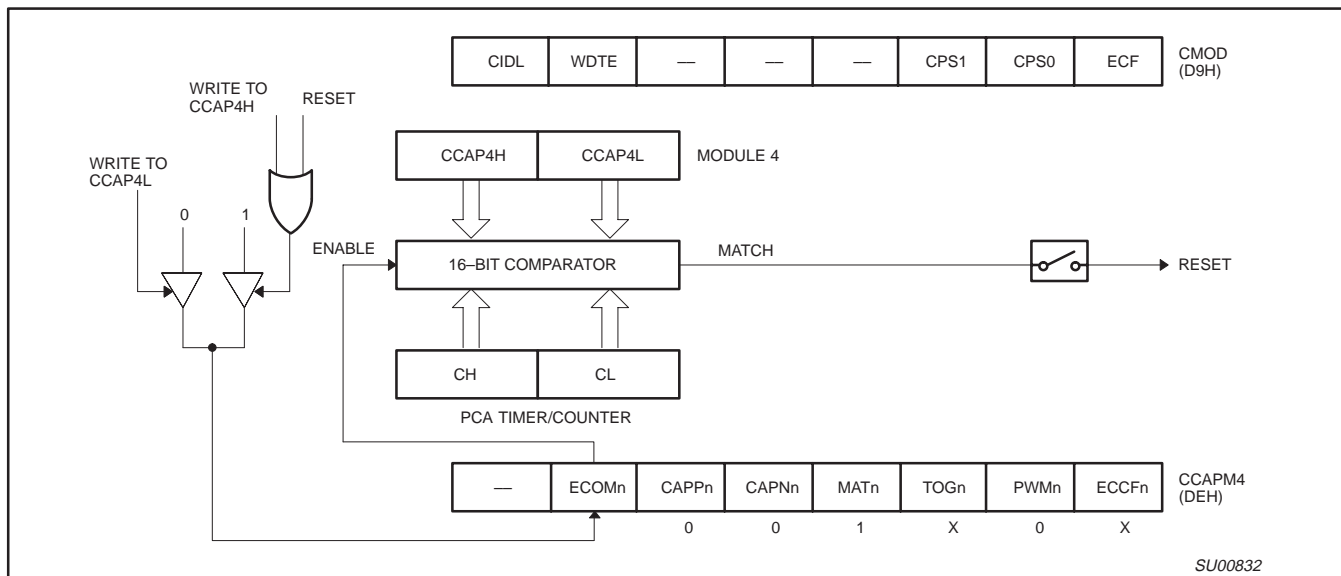 CIDL WDTE — — — CPS1 CPS0 ECF
CMOD
(D9H)
WRITE TO
CCAP4H
RESET
CCAP4H CCAP4L
MODULE 4
WRITE TO
CCAP4L
0 1
ENABLE
16–BIT COMPARATOR
MATCH
RESET
CH CL
PCA TIMER/COUNTER
— ECOMn CAPPn CAPNn MATn TOGn PWMn ECCFn
CCAPM4
(DEH)
0 0 1 X 0 X
SU00832